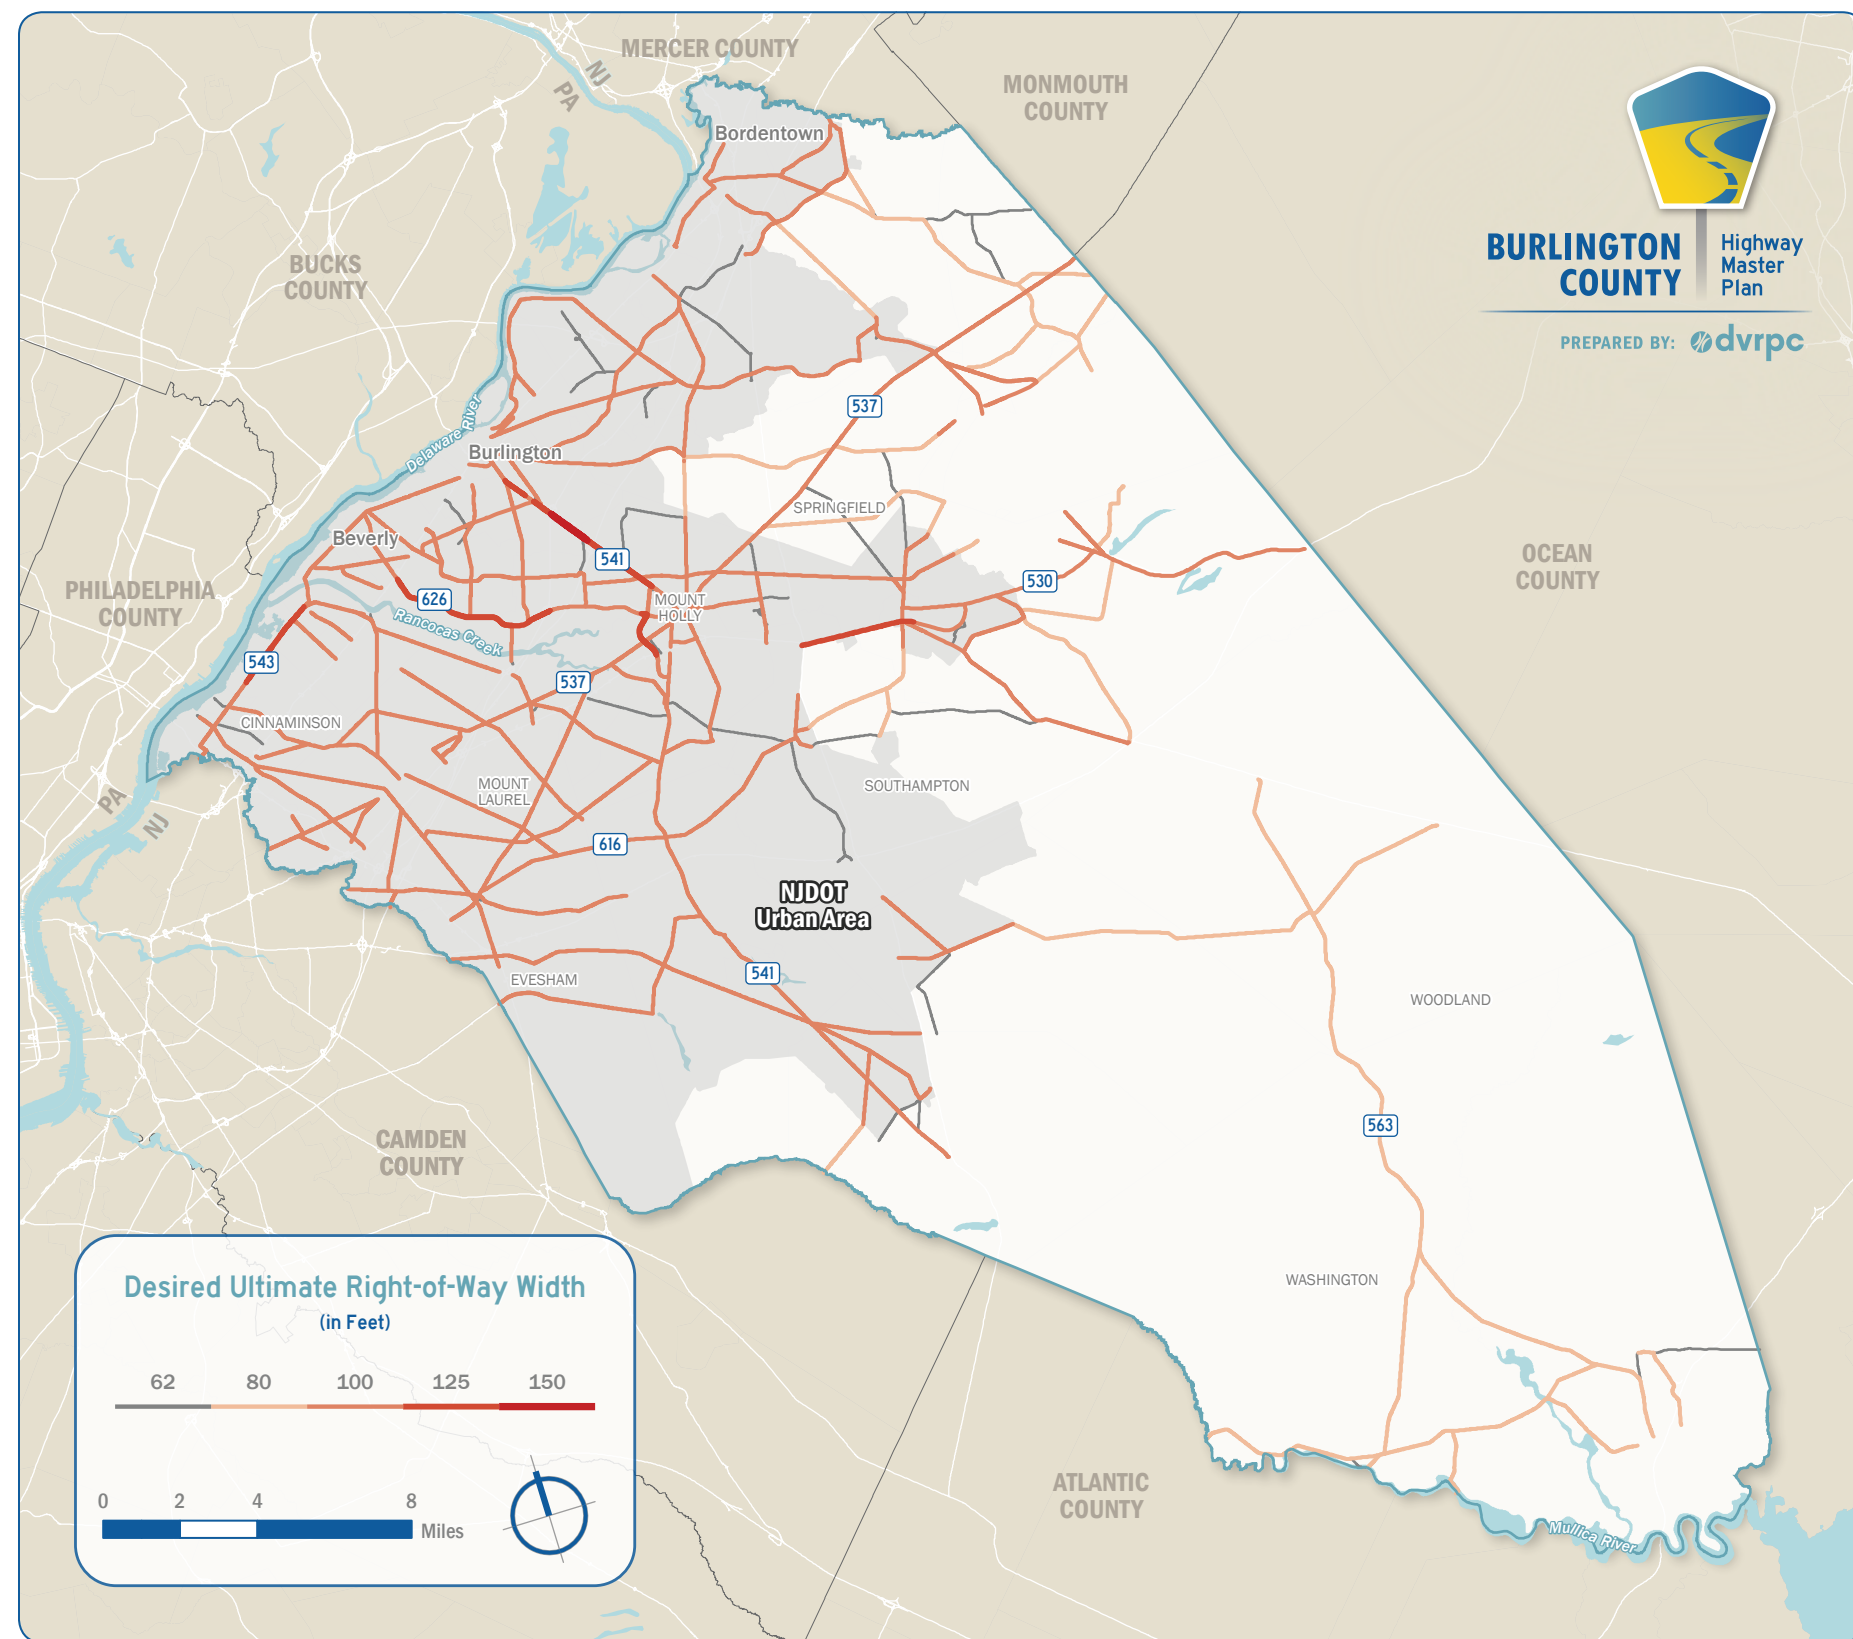 MERCER COUNTY
NJ
PA
MONMOUTH
COUNTY
Bordentown
BUCKS
COUNTY
BURLINGTON
COUNTY
Highway
Master
Plan
PREPARED BY: dvrpc
Delaware River
537
Burlington
SPRINGFIELD
Beverly
541
OCEAN
COUNTY
530
PHILADELPHIA
COUNTY
626
MOUNT
HOLLY
Rancocas Creek
543
537
CINNAMINSON
MOUNT
LAUREL
SOUTHAMPTON
PA
NJ
616
NJDOT
Urban Area
541
EVESHAM
WOODLAND
563
CAMDEN
COUNTY
WASHINGTON
Desired Ultimate Right-of-Way Width
(in Feet)
62 80 100 125 150
0 2 4 8
Miles
ATLANTIC
COUNTY
Mullica River